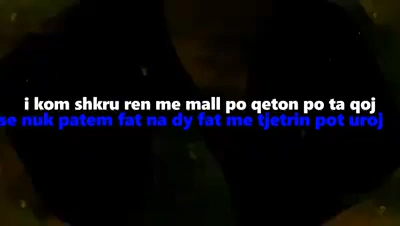 i kom shkru ren me mall po qeton po ta qoj
se nuk patem fat na dy fat me tjetrin pot uroj